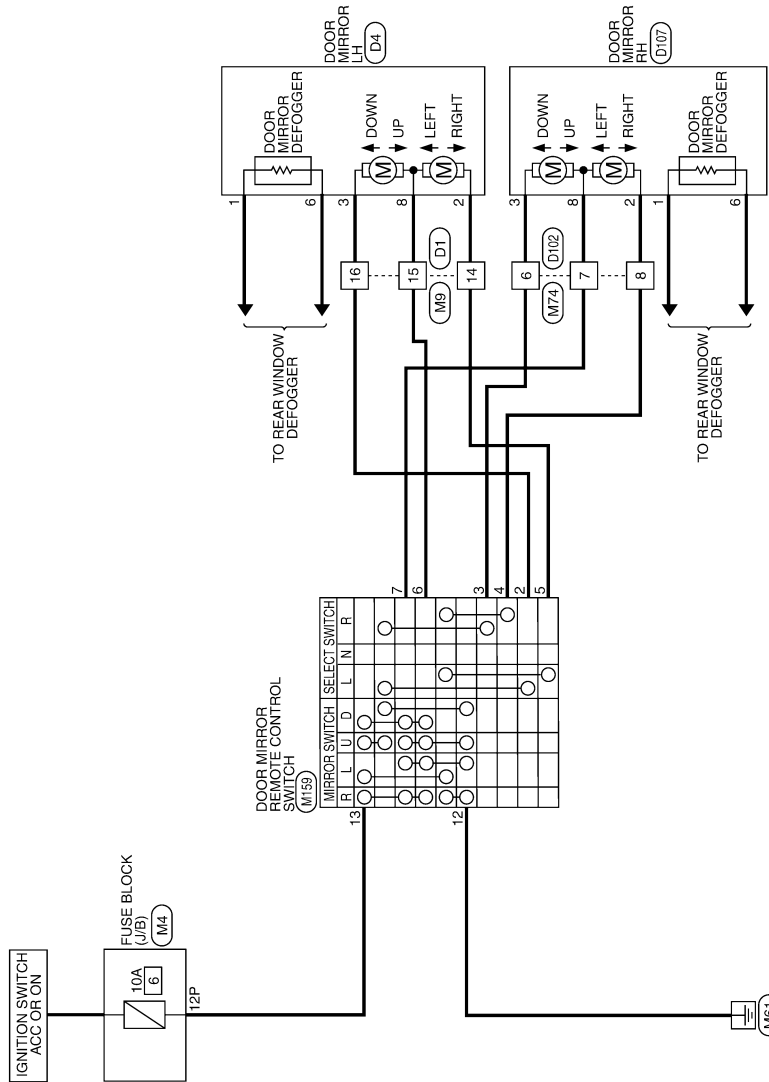 IGNITION SWITCH
ACC OR ON
FUSE BLOCK
(J/B)
M4
10A
6
12P
DOOR MIRROR
REMOTE CONTROL
SWITCH
M159
MIRROR SWITCH
SELECT SWITCH
R
L
U
D
L
N
R
13
12
7
6
3
4
2
5
TO REAR WINDOW
DEFOGGER
16
15
14
M9
D1
1
6
3
8
2
DOOR
MIRROR
DEFOGGER
M
M
DOWN
UP
LEFT
RIGHT
DOOR
MIRROR
LH
D4
TO REAR WINDOW
DEFOGGER
6
7
8
M74
D102
3
8
2
1
6
M
M
DOWN
UP
LEFT
RIGHT
DOOR
MIRROR
DEFOGGER
DOOR
MIRROR
RH
D107
M61